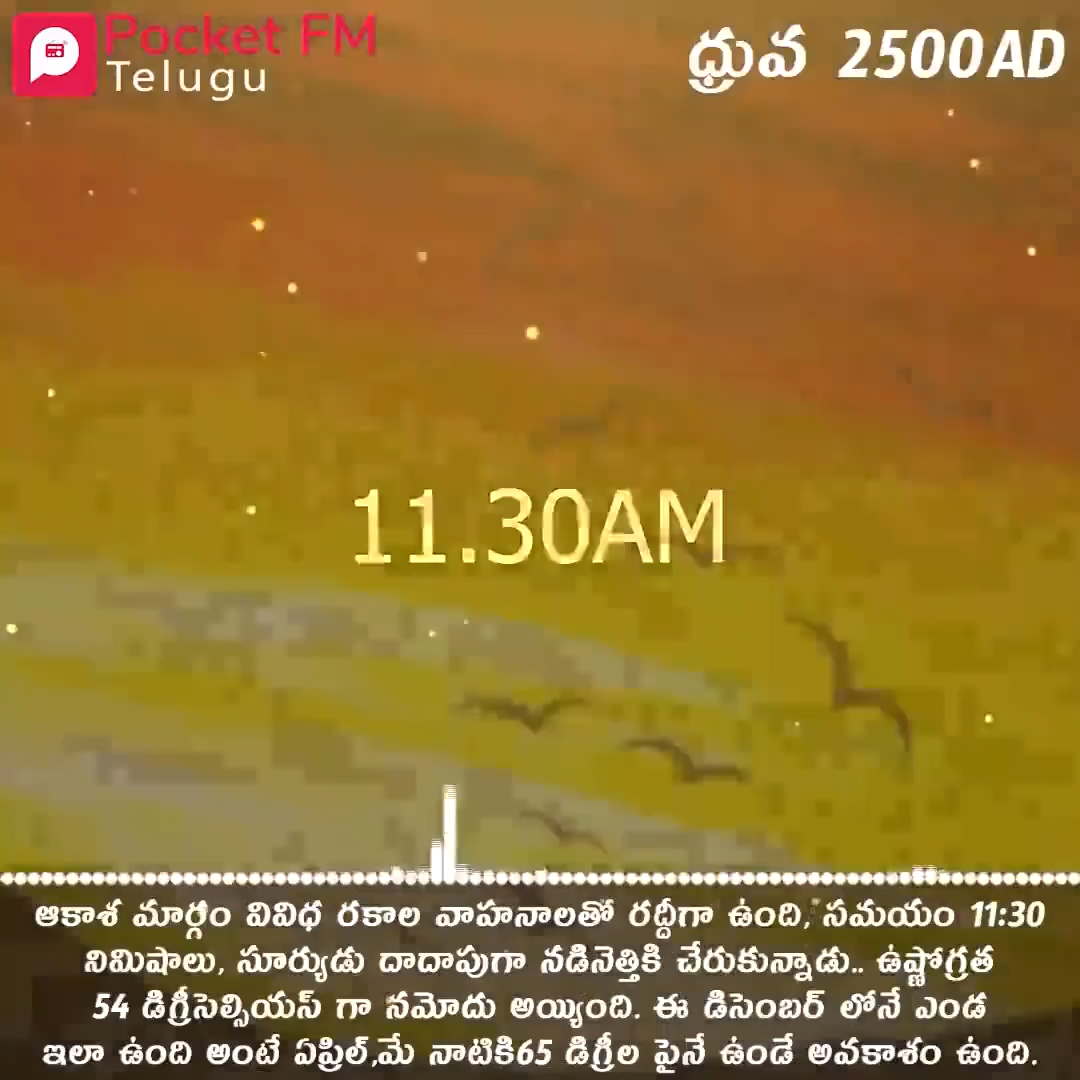 Pocket FM
Telugu
ధ్రువ 2500AD
11.30AM
ఆకాశ మార్గం వివిధ రకాల వాహనాలతో రద్దీగా ఉంది, సమయం 11:30
నిమిషాలు, సూర్యుడు దాదాపుగా నడినెత్తికి చేరుకున్నాడు.. ఉష్ణోగ్రత
54 డిగ్రీసెల్సియస్ గా నమోదు అయ్యింది. ఈ డిసెంబర్ లోనే ఎండ
ఇలా ఉంది అంటే ఏప్రిల్,మే నాటికి65 డిగ్రీల పైనే ఉండే అవకాశం ఉంది.